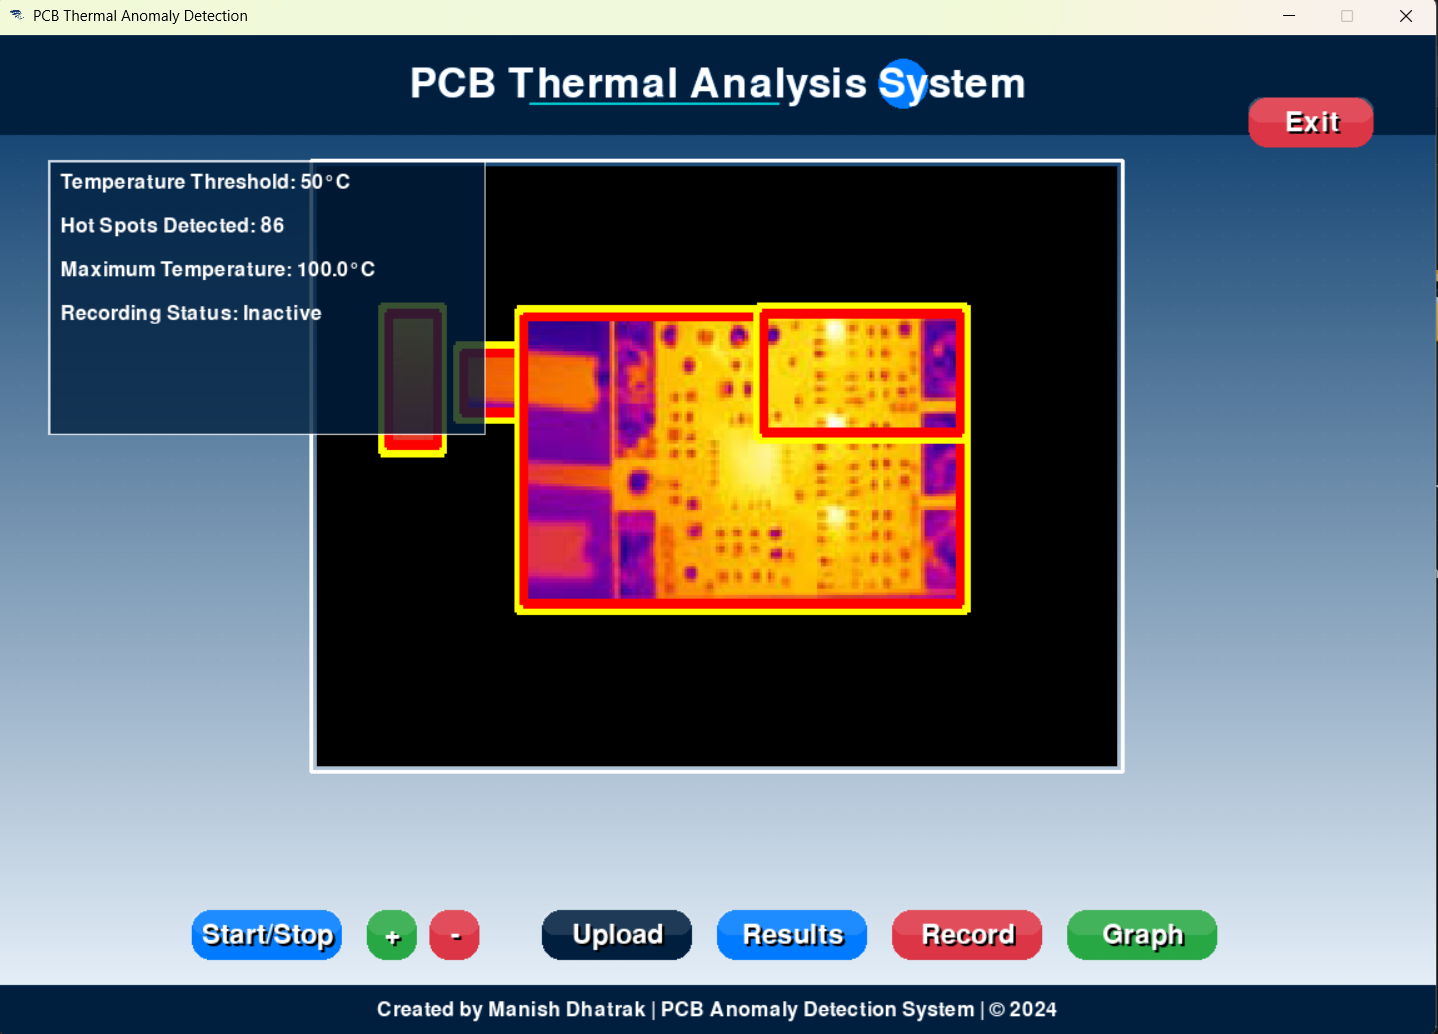 PCB Thermal Anomaly Detection
PCB Thermal Analysis System
Exit
Temperature Threshold: 50°C
Hot Spots Detected: 86
Maximum Temperature: 100.0°C
Recording Status: Inactive
Start/Stop + - Upload Results Record Graph
Created by Manish Dhatrak | PCB Anomaly Detection System | © 2024